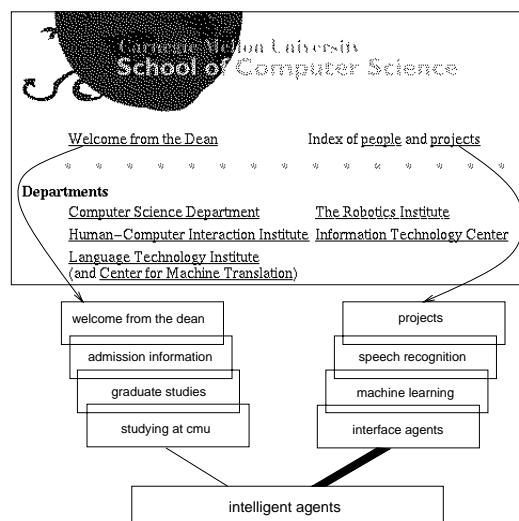 Carnegie Mellon University
School of Computer Science
Welcome from the Dean
Index of people and projects
Departments
Computer Science Department
The Robotics Institute
Human-Computer Interaction Institute
Information Technology Center
Language Technology Institute
(and Center for Machine Translation)
welcome from the dean
admission information
graduate studies
studying at cmu
projects
speech recognition
machine learning
interface agents
intelligent agents